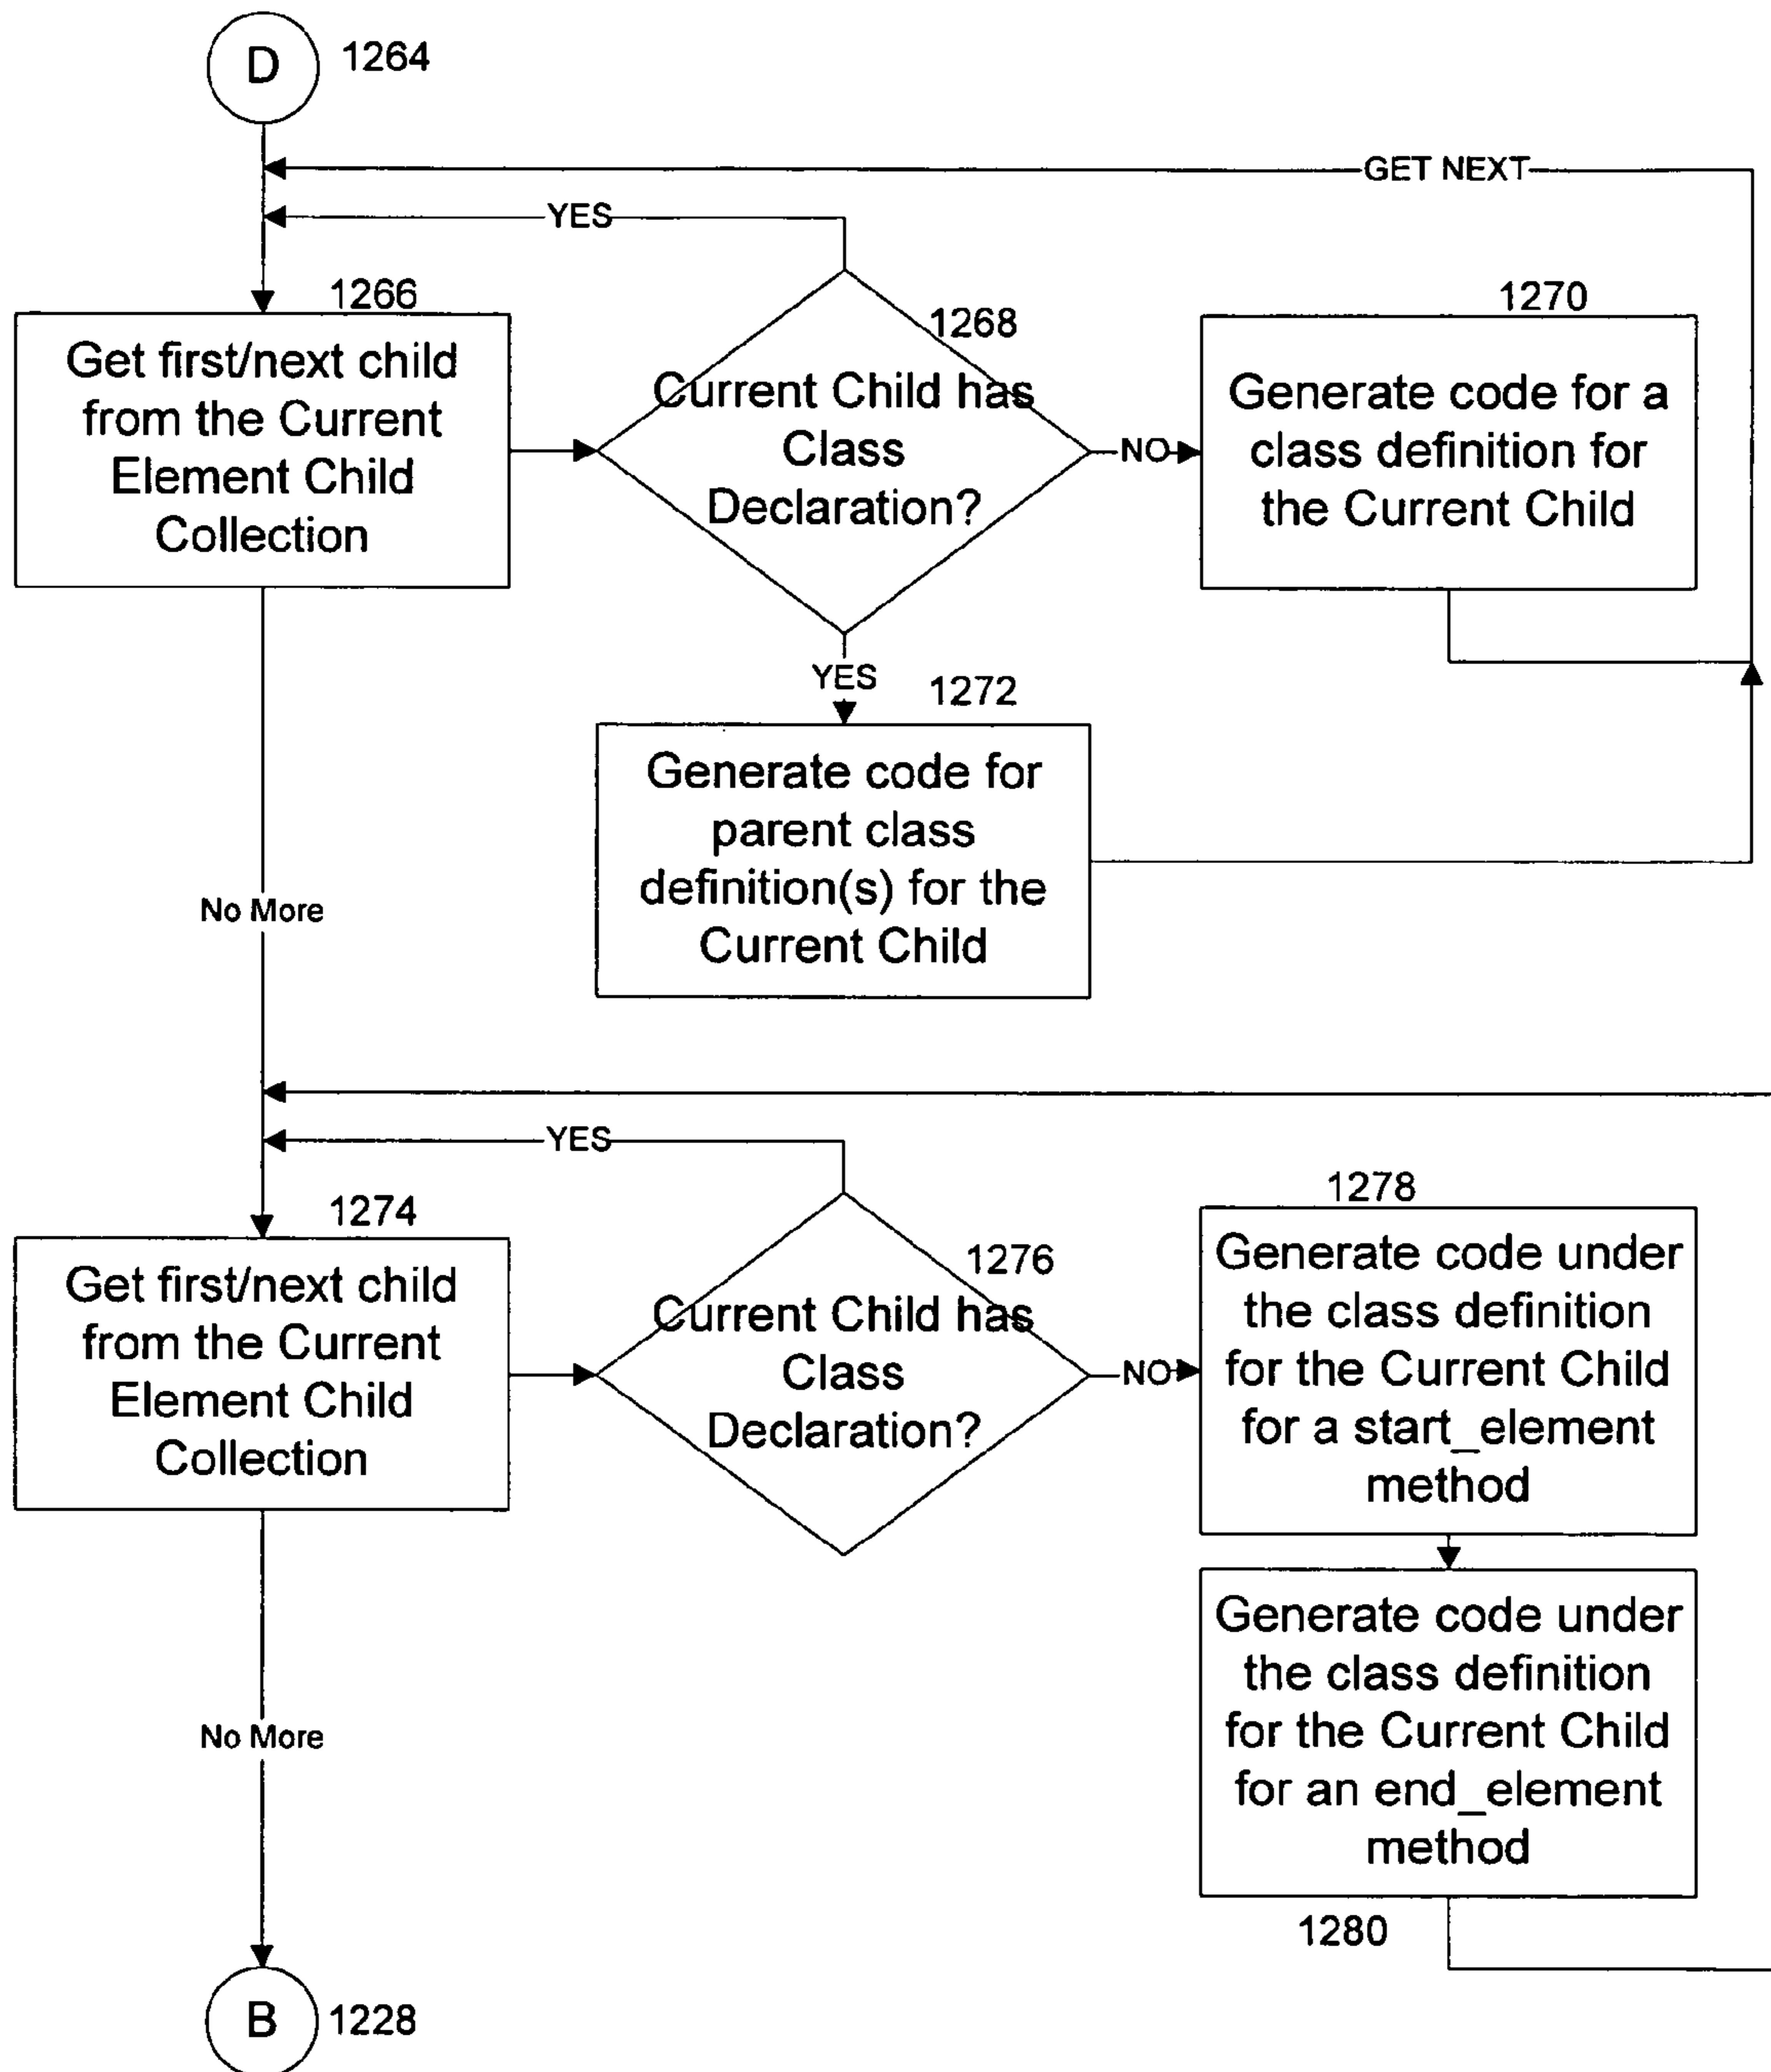 D 1264
GET NEXT
YES
1266
Get first/next child
from the Current
Element Child
Collection
1268
Current Child has
Class
Declaration?
NO
1270
Generate code for a
class definition for
the Current Child
YES
1272
Generate code for
parent class
definition(s) for the
Current Child
No More
YES
1274
Get first/next child
from the Current
Element Child
Collection
1276
Current Child has
Class
Declaration?
NO
1278
Generate code under
the class definition
for the Current Child
for a start_element
method
Generate code under
the class definition
for the Current Child
for an end_element
method
1280
No More
B 1228